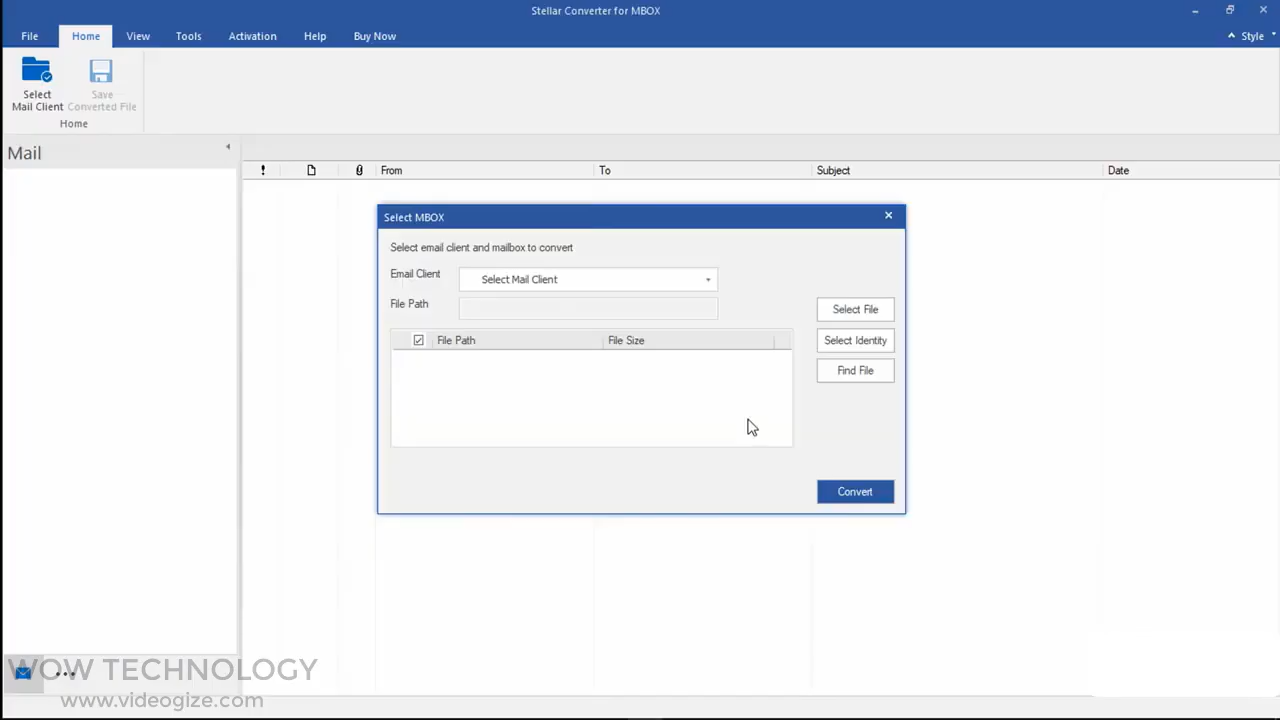 Stellar Converter for MBOX
File Home View Tools Activation Help Buy Now Style
Select Mail Client
Save Converted File
Home
Mail
! From To Subject Date
Select MBOX
Select email client and mailbox to convert
Email Client Select Mail Client
File Path
Select File
File Path File Size
Select Identity
Find File
Convert
WOW TECHNOLOGY
www.videogize.com